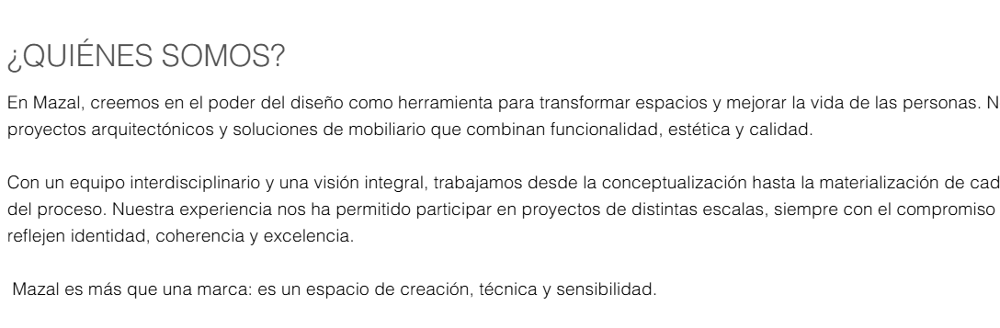 ¿QUIÉNES SOMOS?
En Mazal, creemos en el poder del diseño como herramienta para transformar espacios y mejorar la vida de las personas. N
proyectos arquitectónicos y soluciones de mobiliario que combinan funcionalidad, estética y calidad.
Con un equipo interdisciplinario y una visión integral, trabajamos desde la conceptualización hasta la materialización de cad
del proceso. Nuestra experiencia nos ha permitido participar en proyectos de distintas escalas, siempre con el compromiso
reflejen identidad, coherencia y excelencia.
Mazal es más que una marca: es un espacio de creación, técnica y sensibilidad.